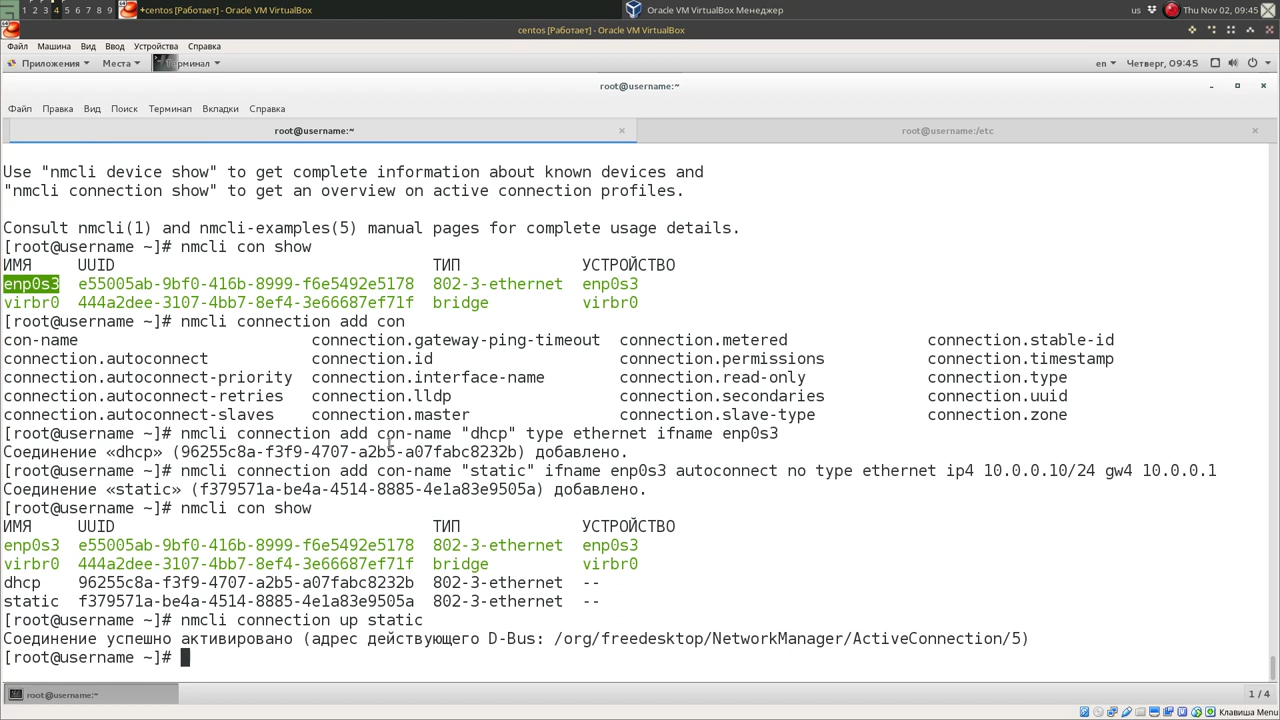 1 2 3 4 5 6 7 8 9 +centos [Работает] - Oracle VM VirtualBox Oracle VM VirtualBox Менеджер us Thu Nov 02, 09:45
centos [Работает] - Oracle VM VirtualBox
Файл Машина Вид Ввод Устройства Справка
Приложения Места Терминал en Четверг, 09:45
root@username:~
Файл Правка Вид Поиск Терминал Вкладки Справка
root@username:~ root@username:/etc
Use "nmcli device show" to get complete information about known devices and
"nmcli connection show" to get an overview on active connection profiles.
Consult nmcli(1) and nmcli-examples(5) manual pages for complete usage details.
[root@username ~]# nmcli con show
ИМЯ UUID ТИП УСТРОЙСТВО
enp0s3 e55005ab-9bf0-416b-8999-f6e5492e5178 802-3-ethernet enp0s3
virbr0 444a2dee-3107-4bb7-8ef4-3e66687ef71f bridge virbr0
[root@username ~]# nmcli connection add con
con-name connection.gateway-ping-timeout connection.metered connection.stable-id
connection.autoconnect connection.id connection.permissions connection.timestamp
connection.autoconnect-priority connection.interface-name connection.read-only connection.type
connection.autoconnect-retries connection.lldp connection.secondaries connection.uuid
connection.autoconnect-slaves connection.master connection.slave-type connection.zone
[root@username ~]# nmcli connection add con-name "dhcp" type ethernet ifname enp0s3
Соединение «dhcp» (96255c8a-f3f9-4707-a2b5-a07fabc8232b) добавлено.
[root@username ~]# nmcli connection add con-name "static" ifname enp0s3 autoconnect no type ethernet ip4 10.0.0.10/24 gw4 10.0.0.1
Соединение «static» (f379571a-be4a-4514-8885-4e1a83e9505a) добавлено.
[root@username ~]# nmcli con show
ИМЯ UUID ТИП УСТРОЙСТВО
enp0s3 e55005ab-9bf0-416b-8999-f6e5492e5178 802-3-ethernet enp0s3
virbr0 444a2dee-3107-4bb7-8ef4-3e66687ef71f bridge virbr0
dhcp 96255c8a-f3f9-4707-a2b5-a07fabc8232b 802-3-ethernet --
static f379571a-be4a-4514-8885-4e1a83e9505a 802-3-ethernet --
[root@username ~]# nmcli connection up static
Соединение успешно активировано (адрес действующего D-Bus: /org/freedesktop/NetworkManager/ActiveConnection/5)
[root@username ~]#
root@username:~ 1 / 4
Клавиша Menu